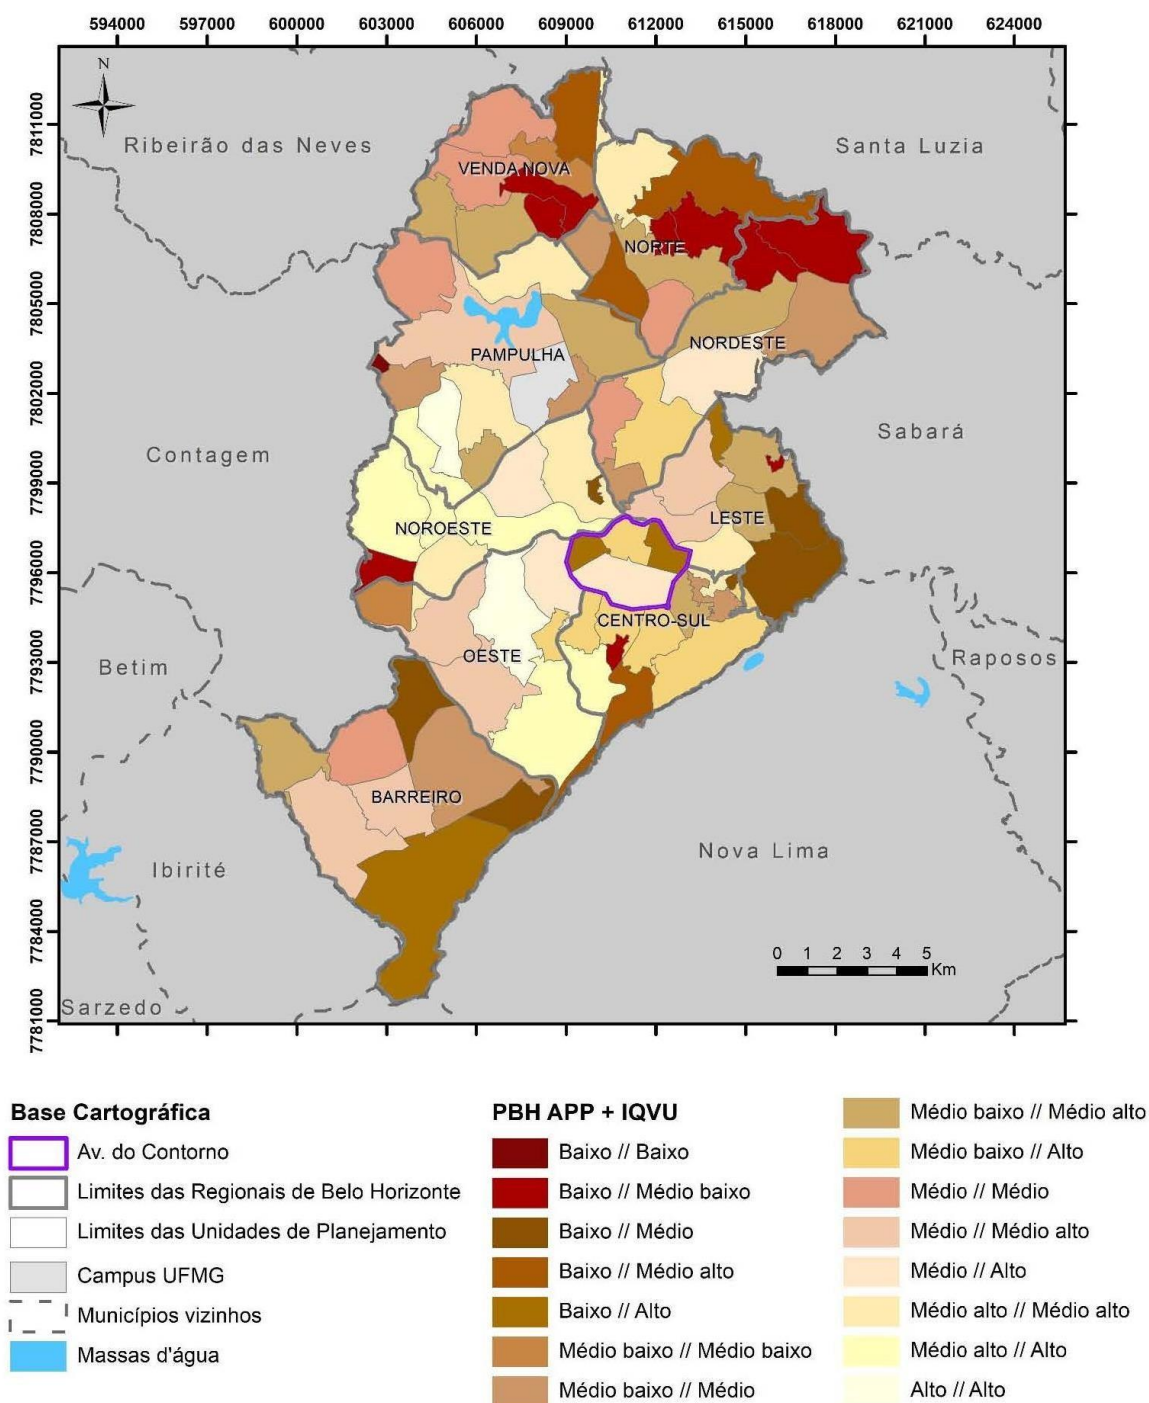 594000 597000 600000 603000 606000 609000 612000 615000 618000 621000 624000
N
7811000
Ribeirão das Neves
Santa Luzia
VENDA NOVA
7808000
NORTE
7805000
NORDESTE
PAMPULHA
7802000
Sabará
Contagem
7799000
LESTE
NOROESTE
7796000
CENTRO-SUL
OESTE
Raposos
Betim
7793000
7790000
BARREIRO
Nova Lima
7787000
Ibirité
7784000
0 1 2 3 4 5
Km
Sarzedo
7781000
Base Cartográfica
Av. do Contorno
Limites das Regionais de Belo Horizonte
Limites das Unidades de Planejamento
Campus UFMG
Municípios vizinhos
Massas d'água
PBH APP + IQVU
Baixo // Baixo
Baixo // Médio baixo
Baixo // Médio
Baixo // Médio alto
Baixo // Alto
Médio baixo // Médio baixo
Médio baixo // Médio
Médio baixo // Médio alto
Médio baixo // Alto
Médio // Médio
Médio // Médio alto
Médio // Alto
Médio alto // Médio alto
Médio alto // Alto
Alto // Alto